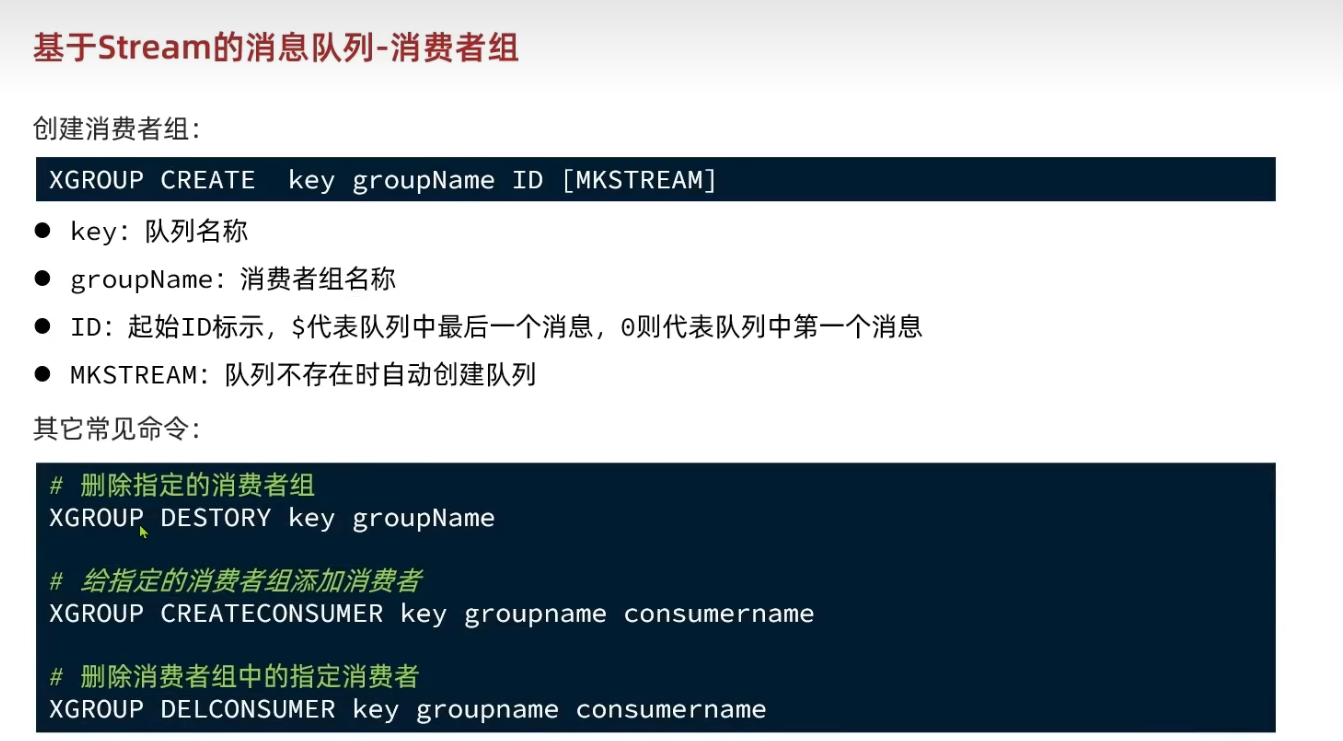 基于Stream的消息队列-消费者组
创建消费者组：
XGROUP CREATE  key groupName ID [MKSTREAM]
● key：队列名称
● groupName：消费者组名称
● ID：起始ID标示，$代表队列中最后一个消息，0则代表队列中第一个消息
● MKSTREAM：队列不存在时自动创建队列
其它常见命令：
# 删除指定的消费者组
XGROUP DESTORY key groupName
# 给指定的消费者组添加消费者
XGROUP CREATECONSUMER key groupname consumername
# 删除消费者组中的指定消费者
XGROUP DELCONSUMER key groupname consumername